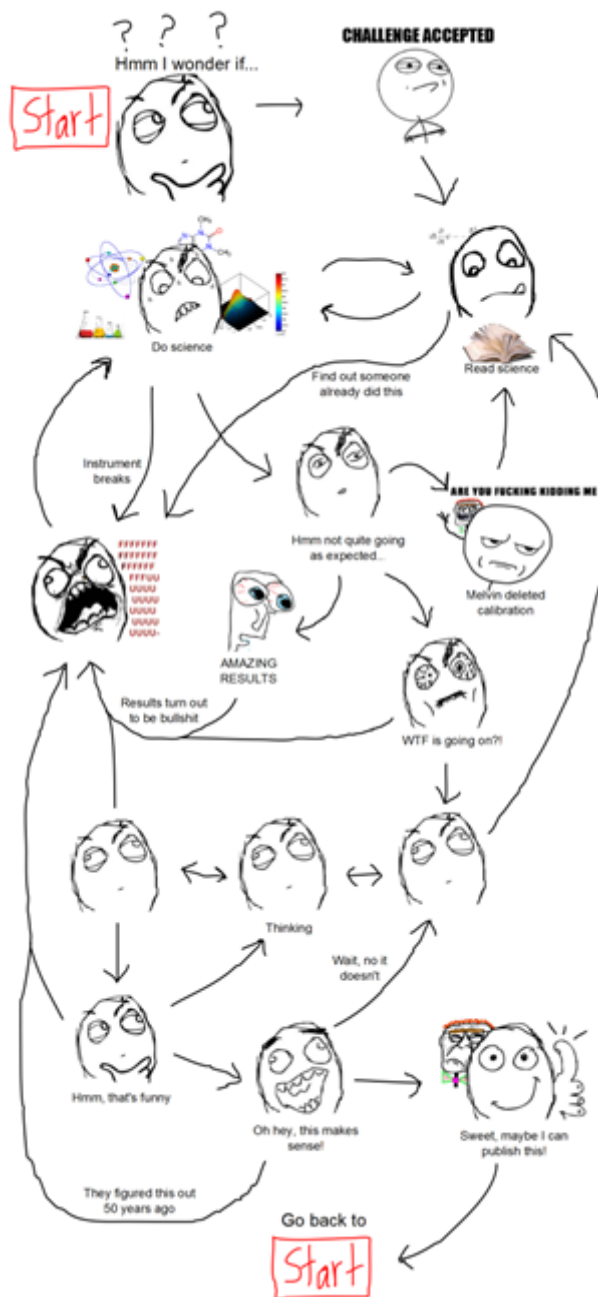 ? ? ?
Hmm I wonder if...
Start
CHALLENGE ACCEPTED
CH₃
N
O
N
CH₃
Do science
Read science
Find out someone
already did this
Instrument
breaks
ARE YOU FUCKING KIDDING ME
FFFFFFF
FFFFFFF
FFFFFF
FFFUU
UUUU
UUUU
UUUU
UUUU
UUUU-
Hmm not quite going
as expected...
Melvin deleted
calibration
AMAZING
RESULTS
Results turn out
to be bullshit
WTF is going on?!
Thinking
Wait, no it
doesn't
Hmm, that's funny
Oh hey, this makes
sense!
Sweet, maybe I can
publish this!
They figured this out
50 years ago
Go back to
Start